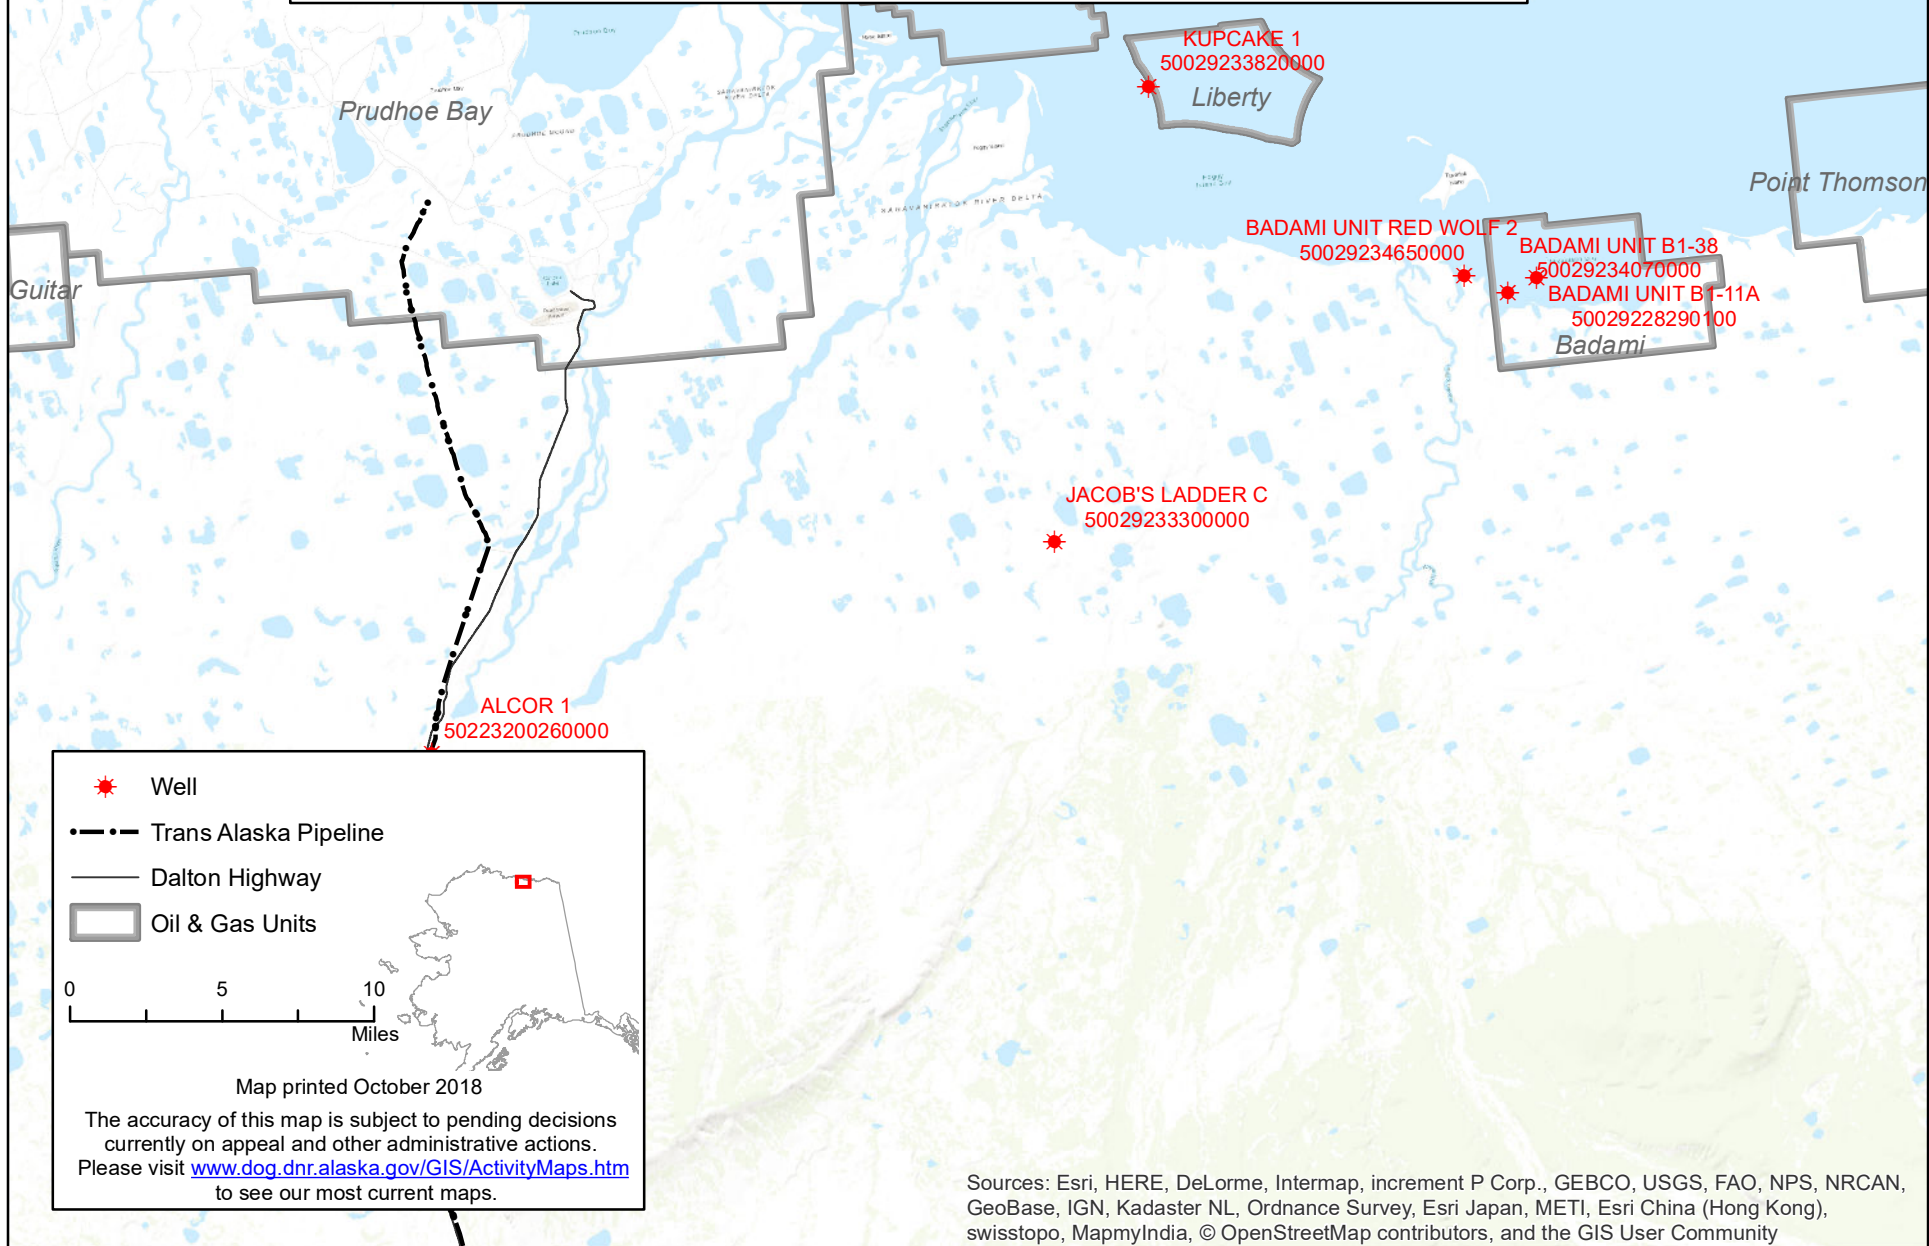 KUPCAKE 1
50029233820000
Liberty
Prudhoe Bay
Point Thomson
BADAMI UNIT RED WOLF 2
50029234650000
BADAMI UNIT B1-38
50029234070000
BADAMI UNIT B1-11A
50029228290100
Badami
Guitar
JACOB'S LADDER C
50029233300000
ALCOR 1
50223200260000
Well
Trans Alaska Pipeline
Dalton Highway
Oil & Gas Units
0 5 10
Miles
Map printed October 2018
The accuracy of this map is subject to pending decisions
currently on appeal and other administrative actions.
Please visit www.dog.dnr.alaska.gov/GIS/ActivityMaps.htm
to see our most current maps.
Sources: Esri, HERE, DeLorme, Intermap, increment P Corp., GEBCO, USGS, FAO, NPS, NRCAN,
GeoBase, IGN, Kadaster NL, Ordnance Survey, Esri Japan, METI, Esri China (Hong Kong),
swisstopo, MapmyIndia, © OpenStreetMap contributors, and the GIS User Community